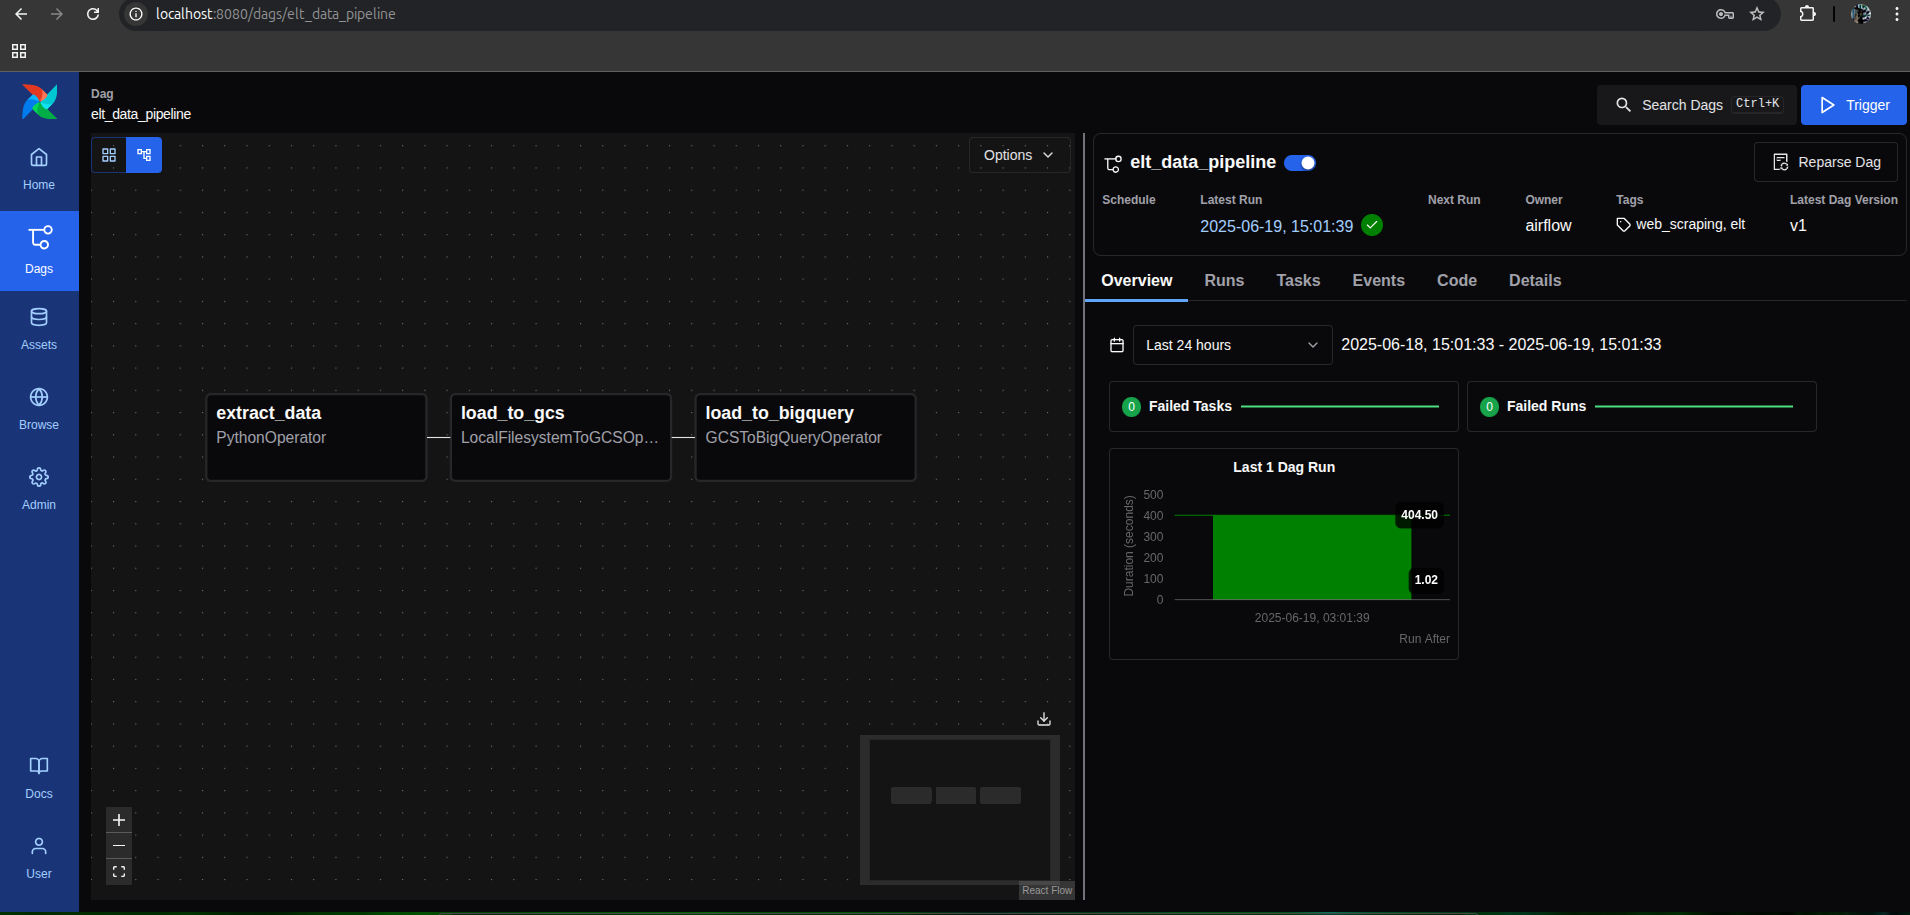 localhost:8080/dags/elt_data_pipeline
Dag
elt_data_pipeline
Search Dags Ctrl+K
Trigger
Home
Dags
Assets
Browse
Admin
Docs
User
Options
extract_data
PythonOperator
load_to_gcs
LocalFilesystemToGCSOp…
load_to_bigquery
GCSToBigQueryOperator
React Flow
elt_data_pipeline
Reparse Dag
Schedule Latest Run Next Run Owner Tags Latest Dag Version
2025-06-19, 15:01:39 airflow web_scraping, elt v1
Overview Runs Tasks Events Code Details
Last 24 hours 2025-06-18, 15:01:33 - 2025-06-19, 15:01:33
0 Failed Tasks
0 Failed Runs
Last 1 Dag Run
Duration (seconds)
500
400
300
200
100
0
404.50
1.02
2025-06-19, 03:01:39
Run After